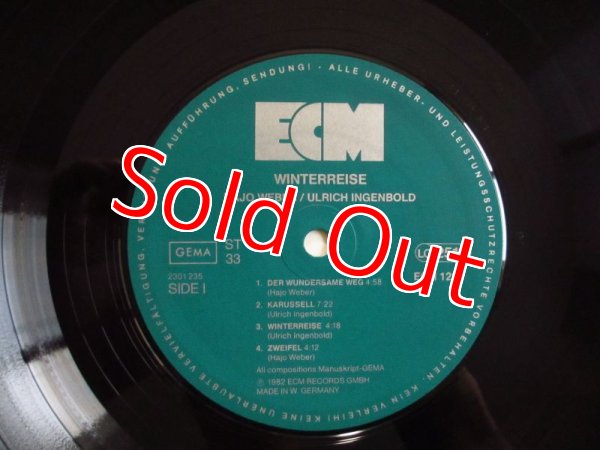 AUFFÜHRUNG, SENDUNG! - ALLE URHEBER- UND LEISTUNGSSCHUTZRECHTE VORBEHALTEN. KEIN VERLEIH! KEINE UNERLAUBTE VERVIELFÄLTIGUNG,
ECM
WINTERREISE
/ ULRICH INGENBOLD
Sold Out
GEMA
ST
33
2301 235
SIDE I
1. DER WUNDERSAME WEG 4:58
(Hajo Weber)
2. KARUSSELL 7:22
(Ulrich Ingenbold)
3. WINTERREISE 4:18
(Ulrich Ingenbold)
4. ZWEIFEL 4:12
(Hajo Weber)
All compositions Manuskript-GEMA
Ⓟ 1982 ECM RECORDS GMBH
MADE IN W. GERMANY